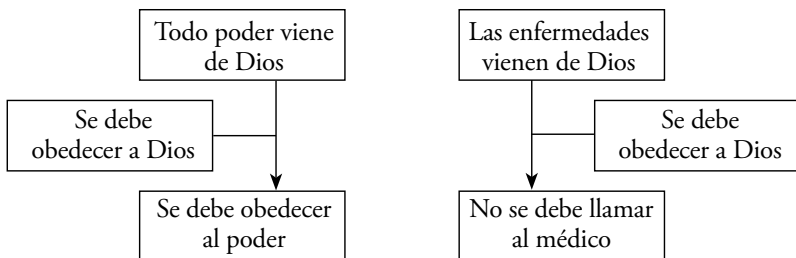 Todo poder viene
de Dios
Se debe
obedecer a Dios
Se debe obedecer
al poder
Las enfermedades
vienen de Dios
Se debe
obedecer a Dios
No se debe llamar
al médico